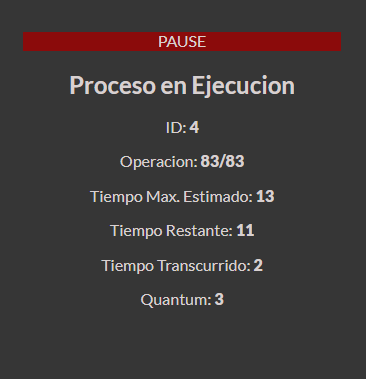 PAUSE
Proceso en Ejecucion
ID: 4
Operacion: 83/83
Tiempo Max. Estimado: 13
Tiempo Restante: 11
Tiempo Transcurrido: 2
Quantum: 3